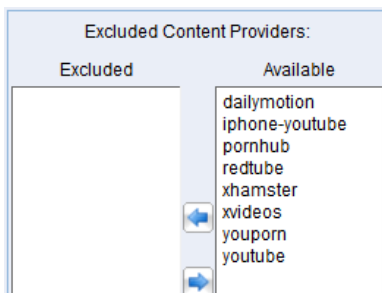 Excluded Content Providers:
Excluded Available
dailymotion
iphone-youtube
pornhub
redtube
xhamster
xvideos
youporn
youtube